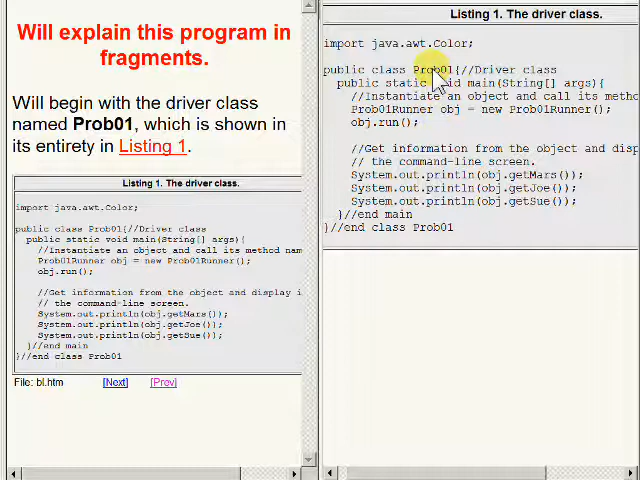 Will explain this program in
fragments.
Will begin with the driver class
named Prob01, which is shown in
its entirety in Listing 1.
Listing 1. The driver class.
import java.awt.Color;
public class Prob01{//Driver class
public static void main(String[] args){
//Instantiate an object and call its method nam
Prob01Runner obj = new Prob01Runner();
obj.run();
//Get information from the object and display i
// the command-line screen.
System.out.println(obj.getMars());
System.out.println(obj.getJoe());
System.out.println(obj.getSue());
}//end main
}//end class Prob01
File: bl.htm [Next] [Prev]
Listing 1. The driver class.
import java.awt.Color;
public class Prob01{//Driver class
public static void main(String[] args){
//Instantiate an object and call its metho
Prob01Runner obj = new Prob01Runner();
obj.run();
//Get information from the object and disp
// the command-line screen.
System.out.println(obj.getMars());
System.out.println(obj.getJoe());
System.out.println(obj.getSue());
}//end main
}//end class Prob01